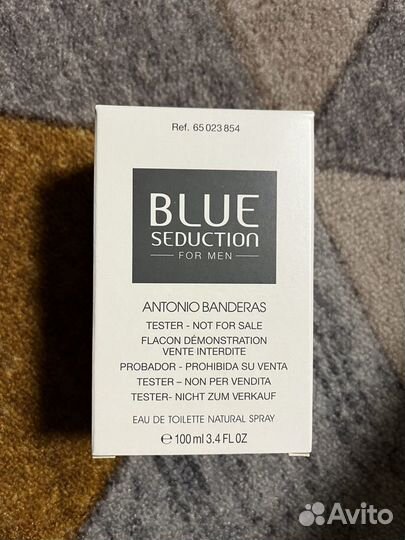 Ref. 65 023 854
BLUE
SEDUCTION
FOR MEN
ANTONIO BANDERAS
TESTER - NOT FOR SALE
FLACON DÉMONSTRATION
VENTE INTERDITE
PROBADOR - PROHIBIDA SU VENTA
TESTER – NON PER VENDITA
TESTER- NICHT ZUM VERKAUF
EAU DE TOILETTE NATURAL SPRAY
℮ 100 ml 3.4 FL OZ
Avito